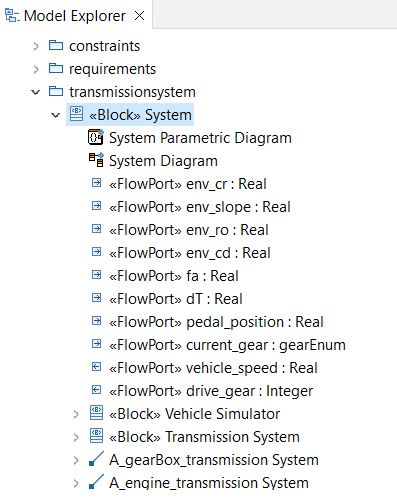 Model Explorer
constraints
requirements
transmissionsystem
«Block» System
System Parametric Diagram
System Diagram
«FlowPort» env_cr : Real
«FlowPort» env_slope : Real
«FlowPort» env_ro : Real
«FlowPort» env_cd : Real
«FlowPort» fa : Real
«FlowPort» dT : Real
«FlowPort» pedal_position : Real
«FlowPort» current_gear : gearEnum
«FlowPort» vehicle_speed : Real
«FlowPort» drive_gear : Integer
«Block» Vehicle Simulator
«Block» Transmission System
A_gearBox_transmission System
A_engine_transmission System